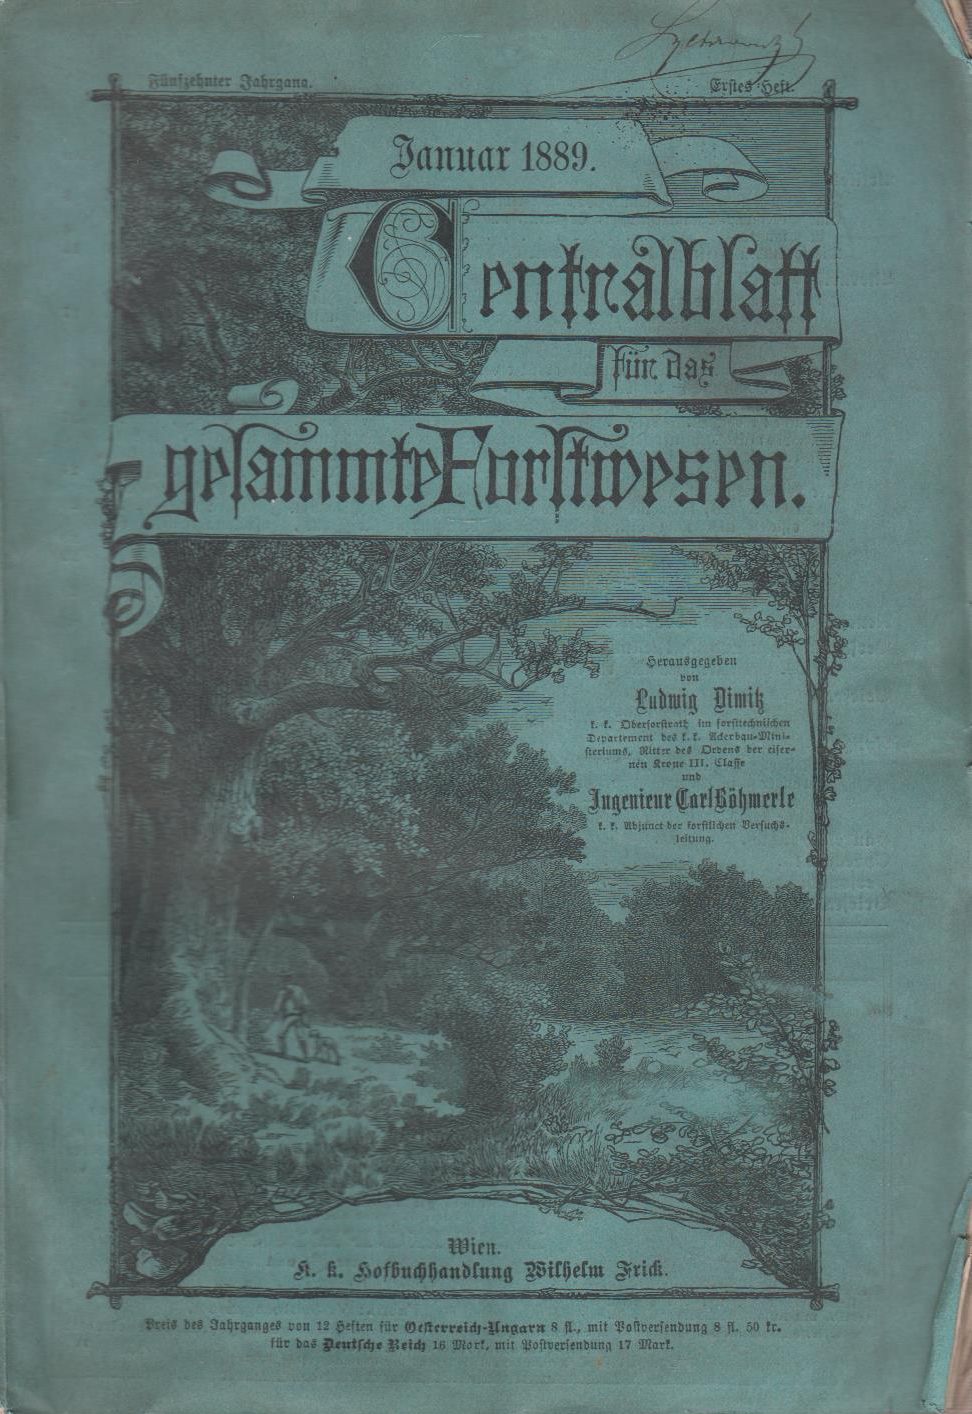 Fünfzehnter Jahrgang.
Erstes Heft.
Januar 1889.
Centralblatt
für das
gesammte Forstwesen.
Herausgegeben
von
Ludwig Dimitz
k. k. Oberforstrath im forsttechnischen
Departement des k. k. Ackerbau-Mini-
steriums, Ritter des Ordens der eiser-
nen Krone III. Classe
und
Ingenieur Carl Böhmerle
k. k. Adjunct der forstlichen Versuchs-
leitung.
Wien.
K. k. Hofbuchhandlung Wilhelm Frick.
Preis des Jahrganges von 12 Heften für Oesterreich-Ungarn 8 fl., mit Postversendung 8 fl. 50 kr.
für das Deutsche Reich 16 Mark, mit Postversendung 17 Mark.